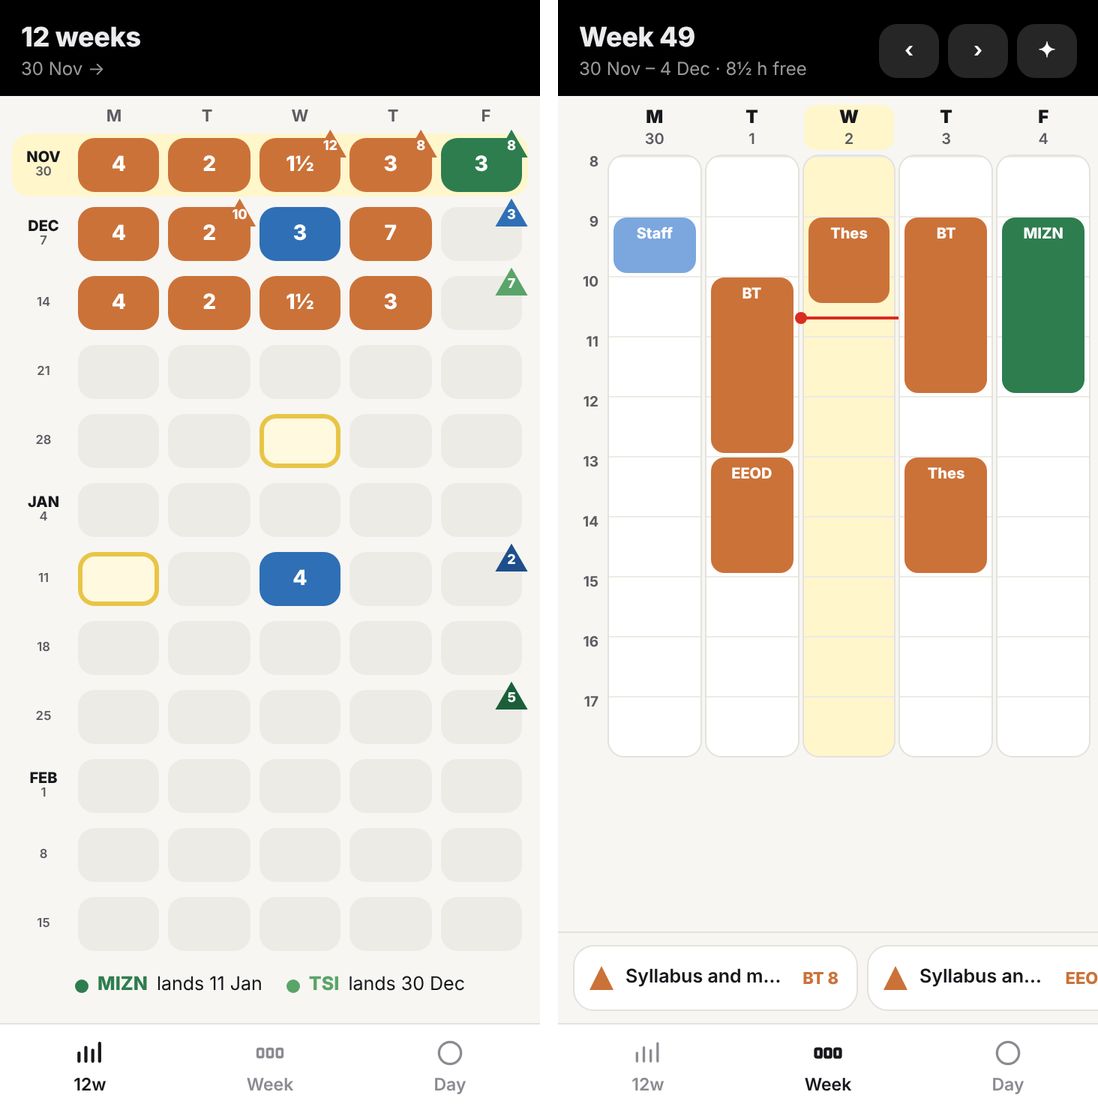 12 weeks
30 Nov →
M T W T F
NOV
30
4 2 1½ 12 3 8 3 8
DEC
7
4 2 10 3 7 3
14 4 2 1½ 3 7
21
28
JAN
4
11 4 2
18
25 5
FEB
1
8
15
MIZN lands 11 Jan TSI lands 30 Dec
12w Week Day
Week 49
30 Nov – 4 Dec · 8½ h free
‹ › ✦
M T W T F
30 1 2 3 4
8
9
Staff Thes BT MIZN
10
BT
11
12
13
EEOD Thes
14
15
16
17
Syllabus and m... BT 8 Syllabus an... EEO
12w Week Day